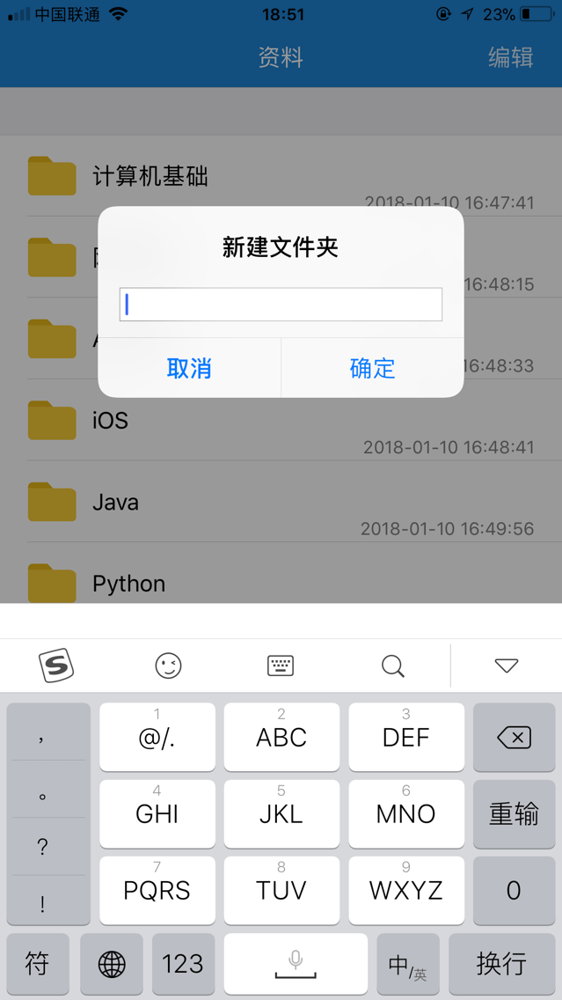 中国联通 18:51 23%
资料 编辑
计算机基础
2018-01-10 16:47:41
新建文件夹
16:48:15
取消 确定
16:48:33
iOS
2018-01-10 16:48:41
Java
2018-01-10 16:49:56
Python
S
, 1 @/. 2 ABC 3 DEF
。 4 GHI 5 JKL 6 MNO 重输
? 7 PQRS 8 TUV 9 WXYZ 0
!
符 123 中/英 换行